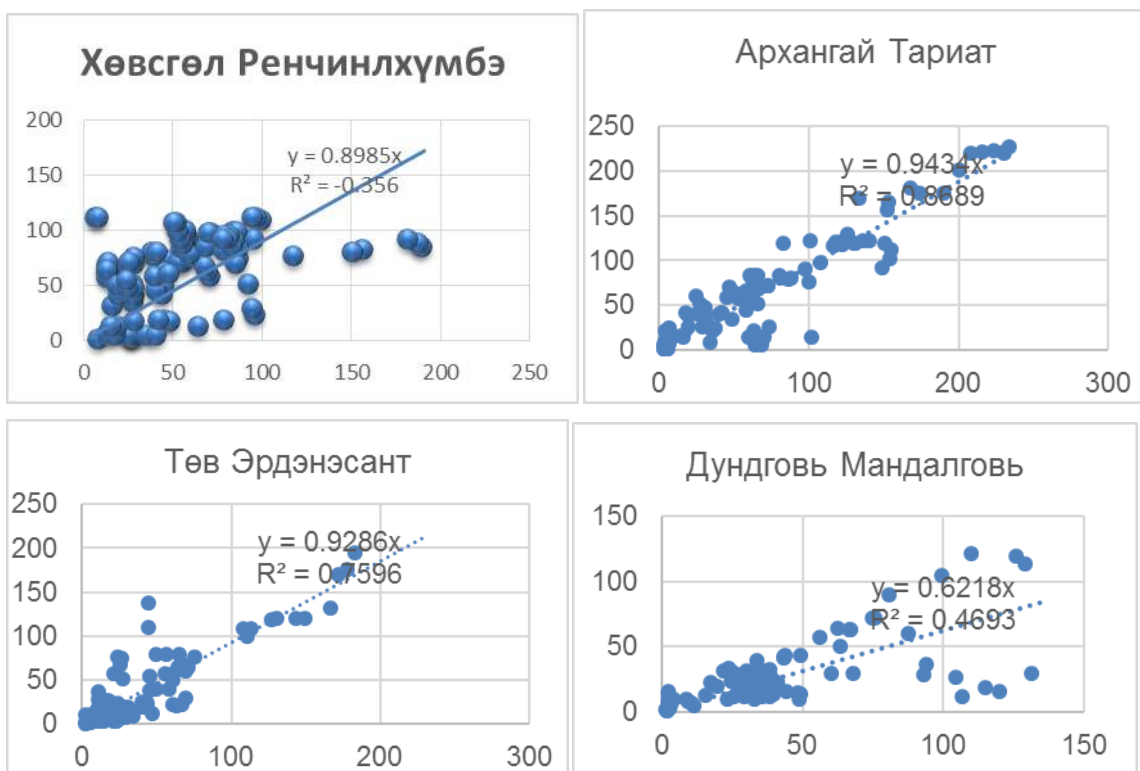 Хөвсгөл Ренчинлхүмбэ
200
150
100
50
0
y = 0.8985x
R² = -0.356
0 50 100 150 200 250
Архангай Тариат
250
200
150
100
50
0
y = 0.9434x
R² = 0.8689
0 100 200 300
Төв Эрдэнэсант
250
200
150
100
50
0
y = 0.9286x
R² = 0.7596
0 100 200 300
Дундговь Мандалговь
150
100
50
0
y = 0.6218x
R² = 0.4693
0 50 100 150